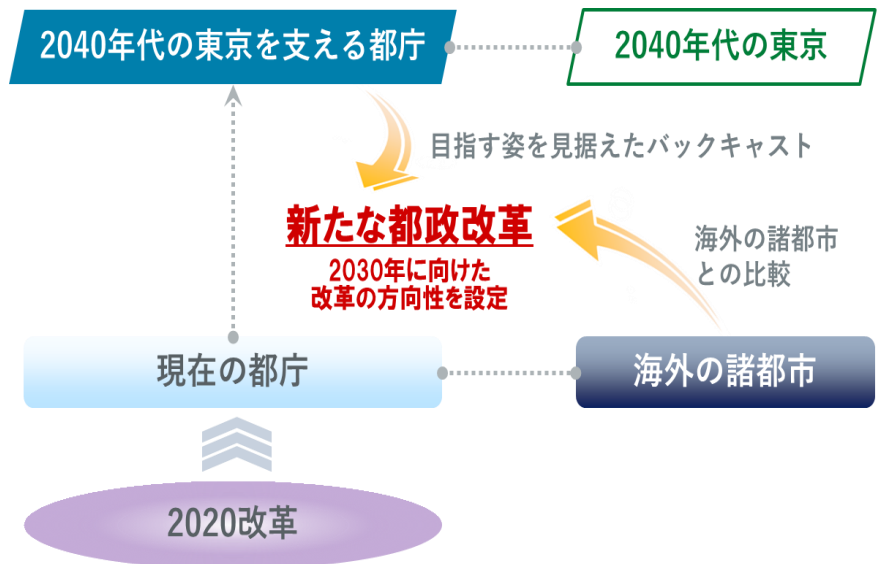 2040年代の東京を支える都庁
2040年代の東京
目指す姿を見据えたバックキャスト
新たな都政改革
2030年に向けた
改革の方向性を設定
海外の諸都市
との比較
現在の都庁
海外の諸都市
2020改革